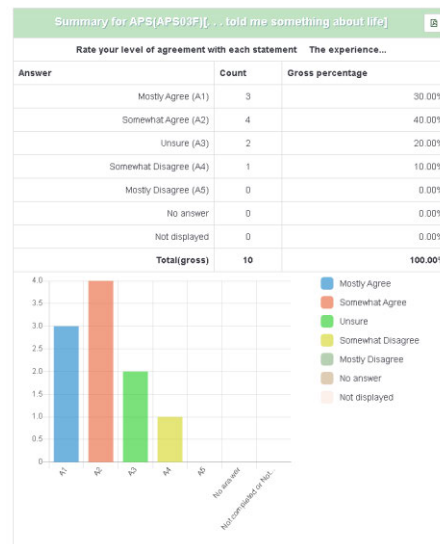 Summary for APS(APS03F)[. . . told me something about life]
Rate your level of agreement with each statement The experience...
Answer Count Gross percentage
Mostly Agree (A1) 3 30.00%
Somewhat Agree (A2) 4 40.00%
Unsure (A3) 2 20.00%
Somewhat Disagree (A4) 1 10.00%
Mostly Disagree (A5) 0 0.00%
No answer 0 0.00%
Not displayed 0 0.00%
Total(gross) 10 100.00%
4.0
3.5
3.0
2.5
2.0
1.5
1.0
0.5
0
A1
A2
A3
A4
A5
No answer
Not completed or Not...
Mostly Agree
Somewhat Agree
Unsure
Somewhat Disagree
Mostly Disagree
No answer
Not displayed